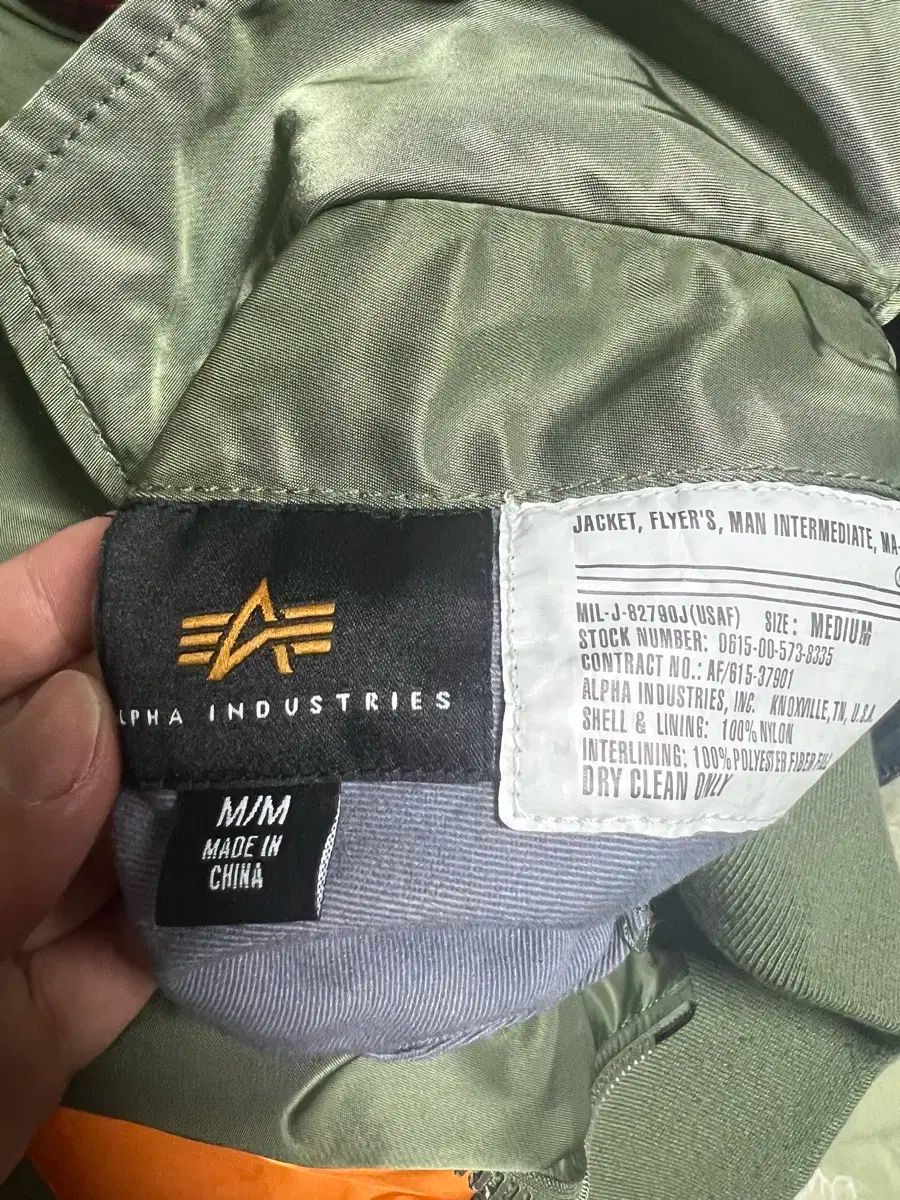 LPHA INDUSTRIES
M/M
MADE IN
CHINA
JACKET, FLYER'S, MAN INTERMEDIATE, MA-
MIL-J-82790J(USAF) SIZE: MEDIUM
STOCK NUMBER: 0615-00-573-8335
CONTRACT NO.: AF/615-37901
ALPHA INDUSTRIES, INC. KNOXVILLE, TN, U.S.A.
SHELL & LINING: 100% NYLON
INTERLINING: 100% POLYESTER FIBER
DRY CLEAN ONLY